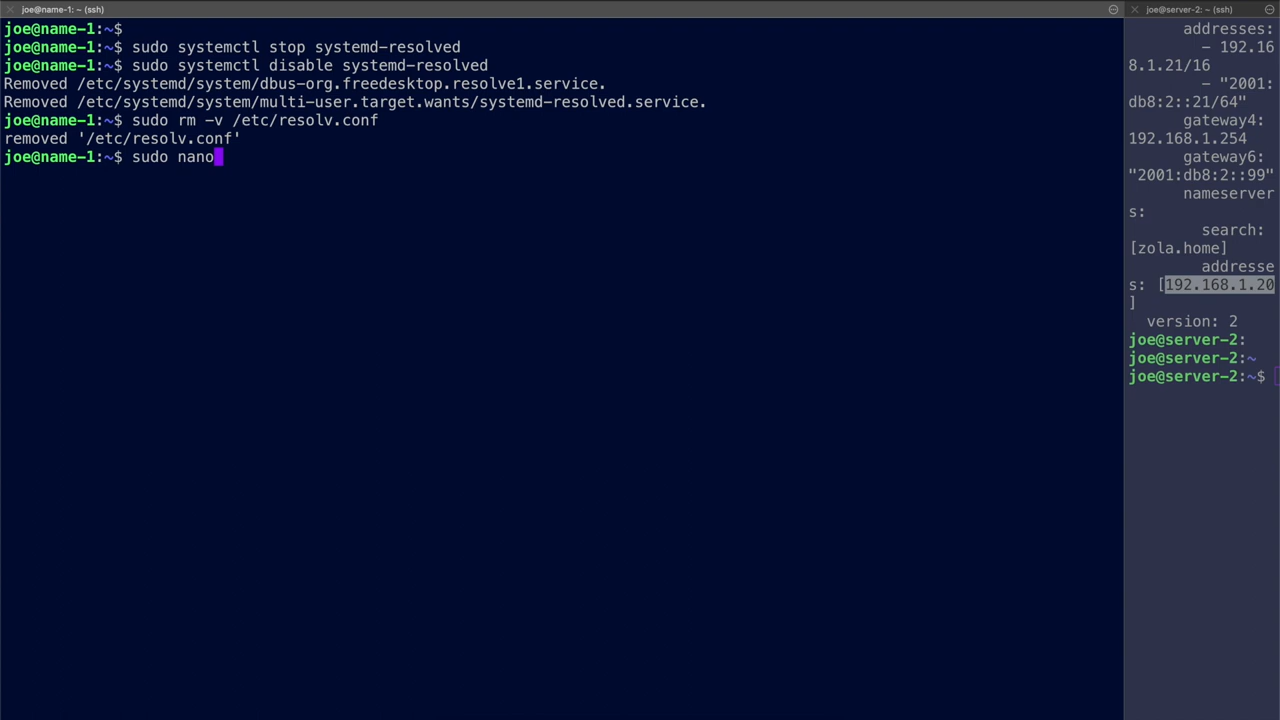 joe@name-1: ~ (ssh)
joe@name-1:~$
joe@name-1:~$ sudo systemctl stop systemd-resolved
joe@name-1:~$ sudo systemctl disable systemd-resolved
Removed /etc/systemd/system/dbus-org.freedesktop.resolve1.service.
Removed /etc/systemd/system/multi-user.target.wants/systemd-resolved.service.
joe@name-1:~$ sudo rm -v /etc/resolv.conf
removed '/etc/resolv.conf'
joe@name-1:~$ sudo nano
joe@server-2: ~ (ssh)
addresses:
- 192.16
8.1.21/16
- "2001:
db8:2::21/64"
gateway4:
192.168.1.254
gateway6:
"2001:db8:2::99"
nameserver
s:
search:
[zola.home]
addresse
s: [192.168.1.20
]
version: 2
joe@server-2:
joe@server-2:~
joe@server-2:~$